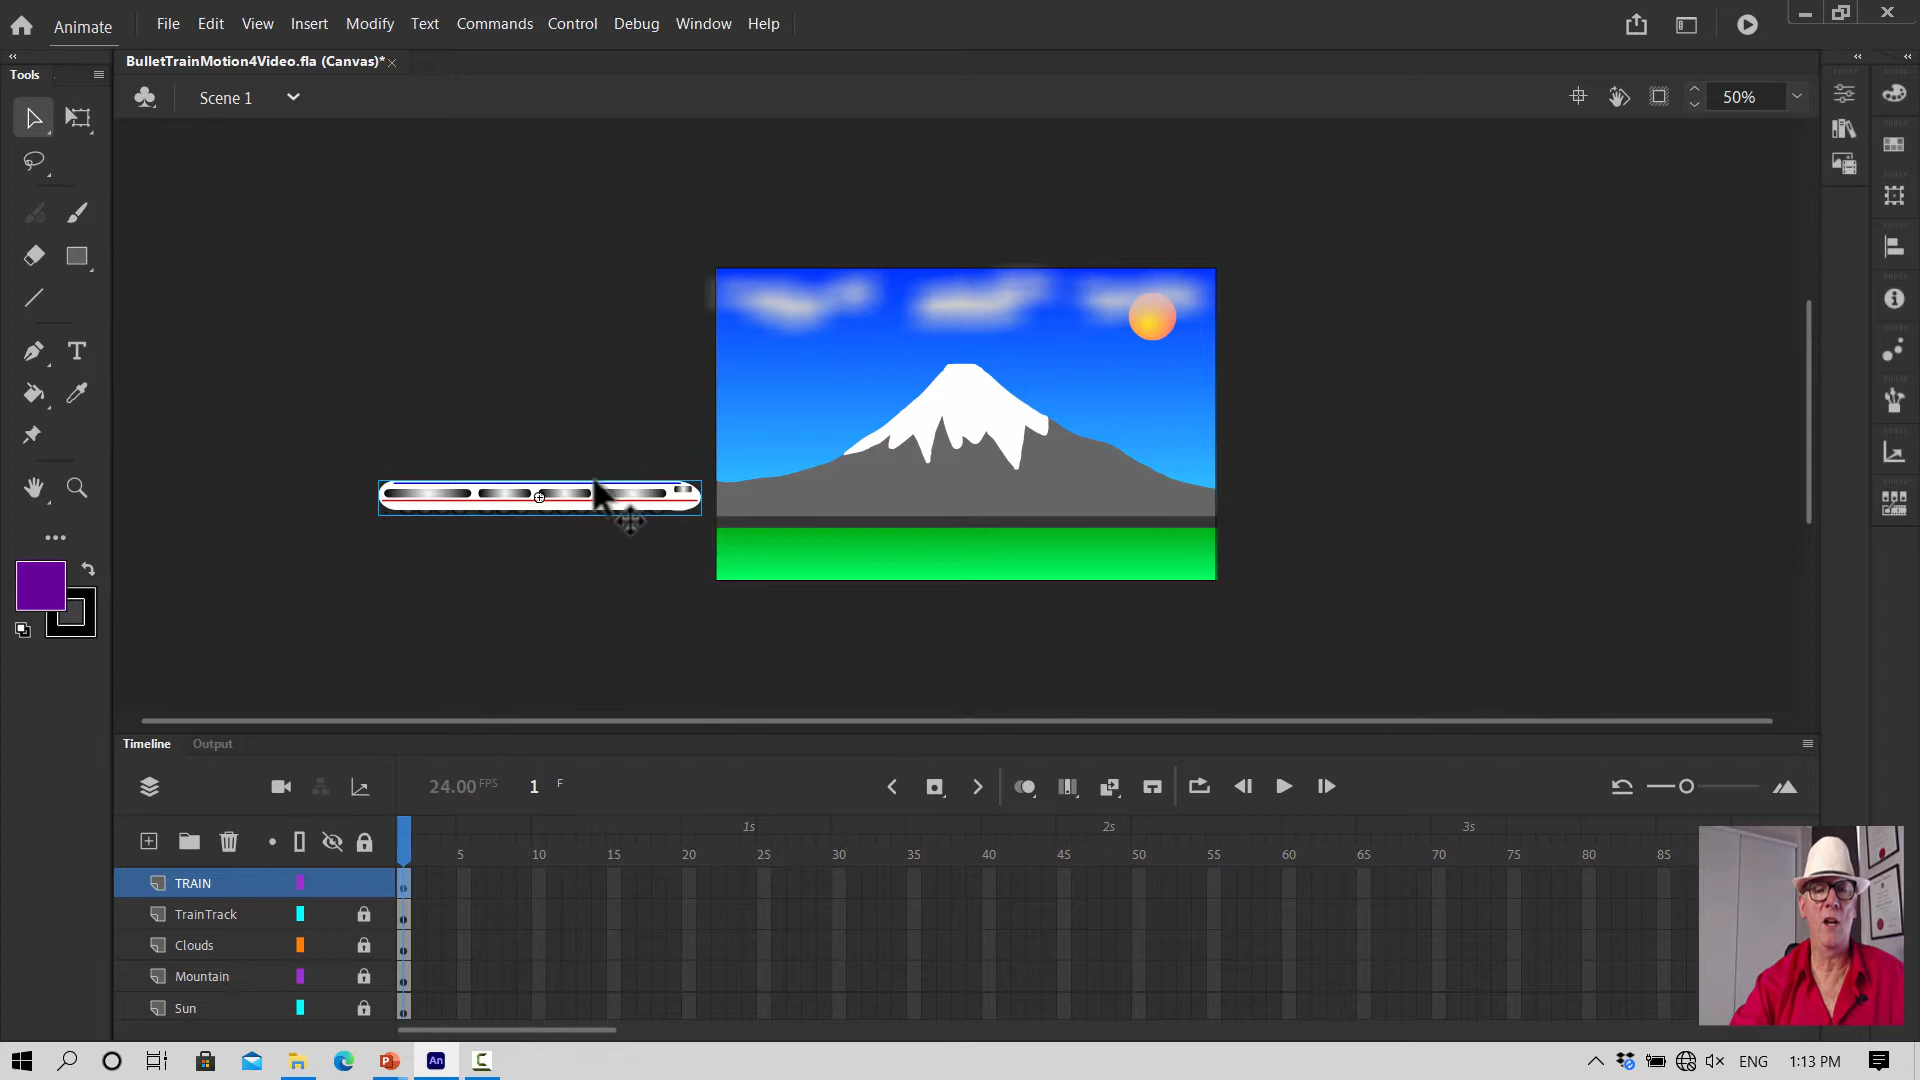 Animate File Edit View Insert Modify Text Commands Control Debug Window Help
Tools
BulletTrainMotion4Video.fla (Canvas)*
Scene 1
50%
T
Timeline Output
24.00 FPS 1 F
1s 2s 3s
5 10 15 20 25 30 35 40 45 50 55 60 65 70 75 80 85
TRAIN
TrainTrack
Clouds
Mountain
Sun
P An C
ENG 1:13 PM